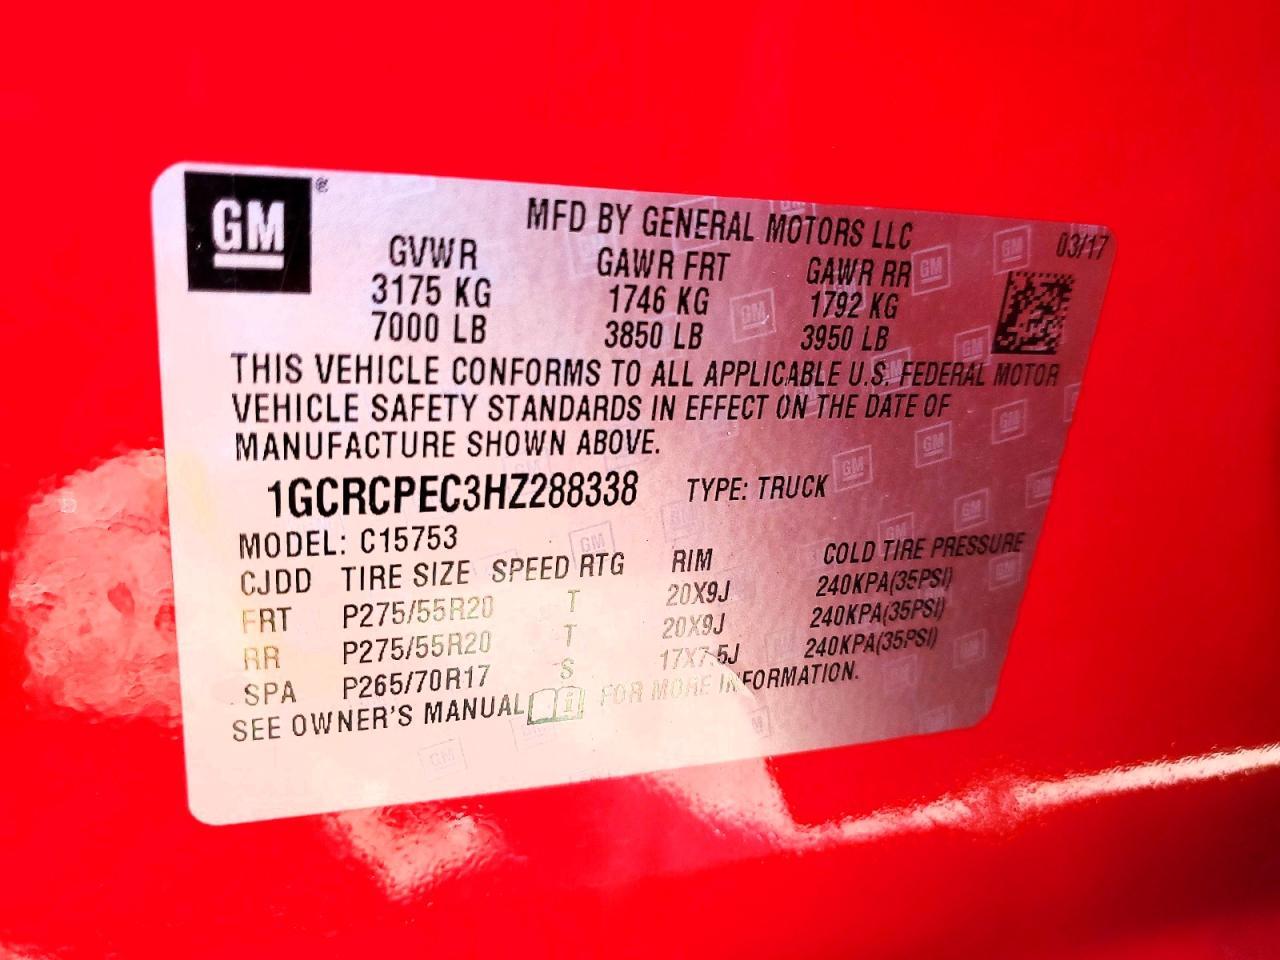 GM®
MFD BY GENERAL MOTORS LLC
03/17
GVWR GAWR FRT GAWR RR
3175 KG 1746 KG 1792 KG
7000 LB 3850 LB 3950 LB
THIS VEHICLE CONFORMS TO ALL APPLICABLE U.S. FEDERAL MOTOR
VEHICLE SAFETY STANDARDS IN EFFECT ON THE DATE OF
MANUFACTURE SHOWN ABOVE.
1GCRCPEC3HZ288338 TYPE: TRUCK
MODEL: C15753
CJDD TIRE SIZE SPEED RTG RIM COLD TIRE PRESSURE
FRT P275/55R20 T 20X9J 240KPA(35PSI)
RR P275/55R20 T 20X9J 240KPA(35PSI)
SPA P265/70R17 S 17X7.5J 240KPA(35PSI)
SEE OWNER'S MANUAL FOR MORE INFORMATION.